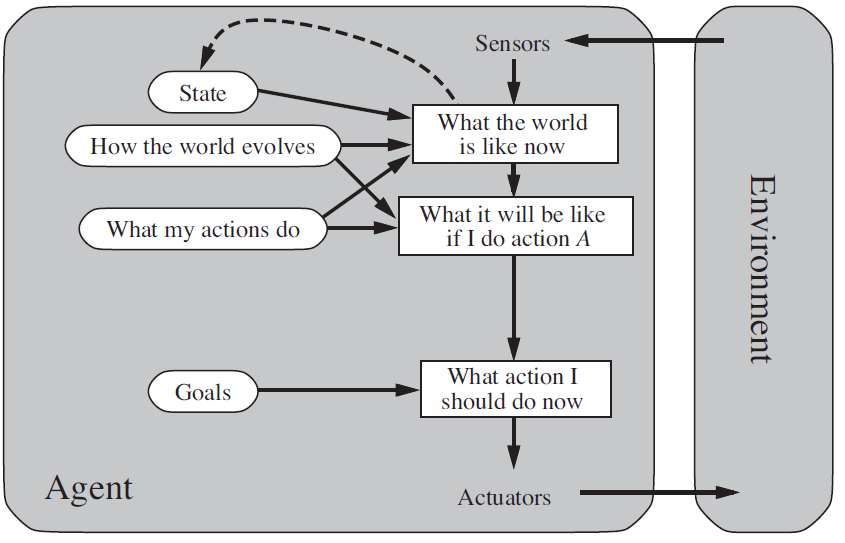 Sensors
State
What the world
is like now
How the world evolves
What my actions do
What it will be like
if I do action A
Goals
What action I
should do now
Agent
Actuators
Environment